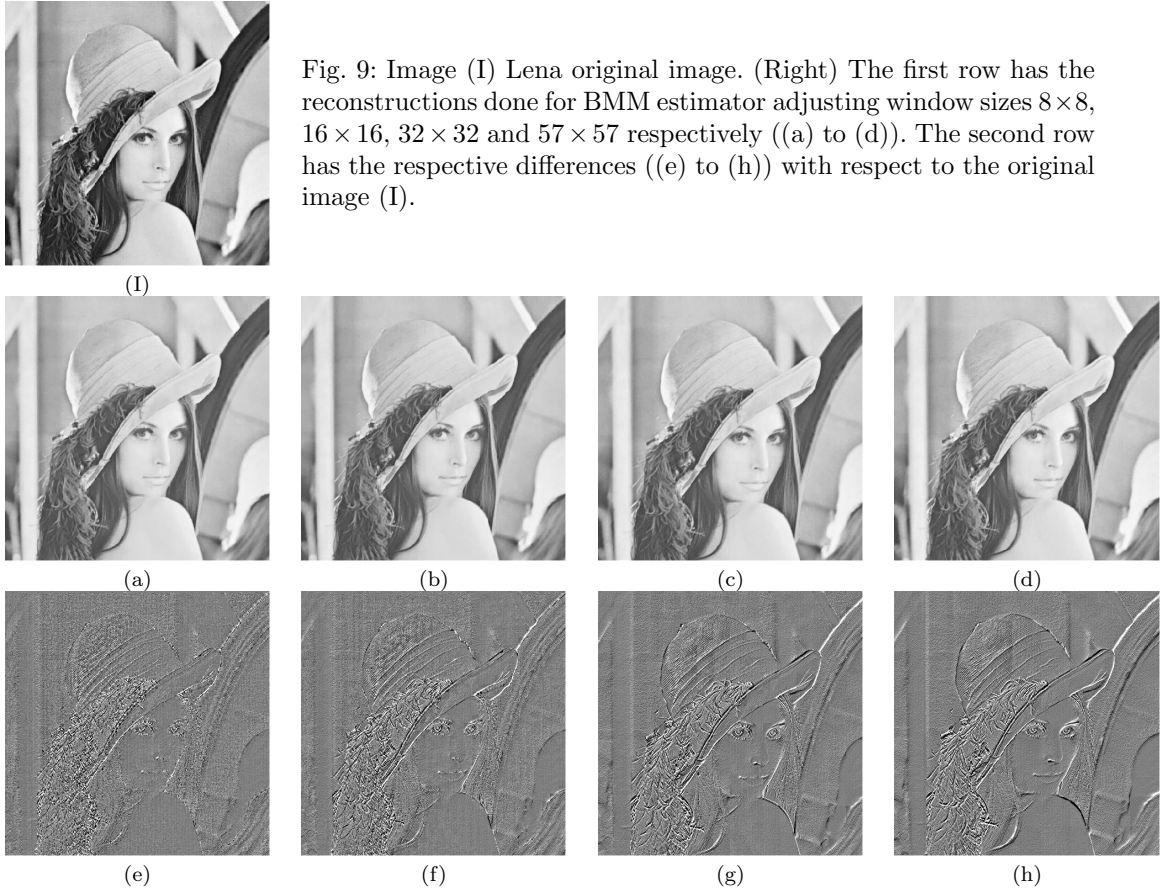 Fig. 9: Image (I) Lena original image. (Right) The first row has the
reconstructions done for BMM estimator adjusting window sizes 8×8,
16 × 16, 32 × 32 and 57 × 57 respectively ((a) to (d)). The second row
has the respective differences ((e) to (h)) with respect to the original
image (I).
(I)
(a)
(b)
(c)
(d)
(e)
(f)
(g)
(h)